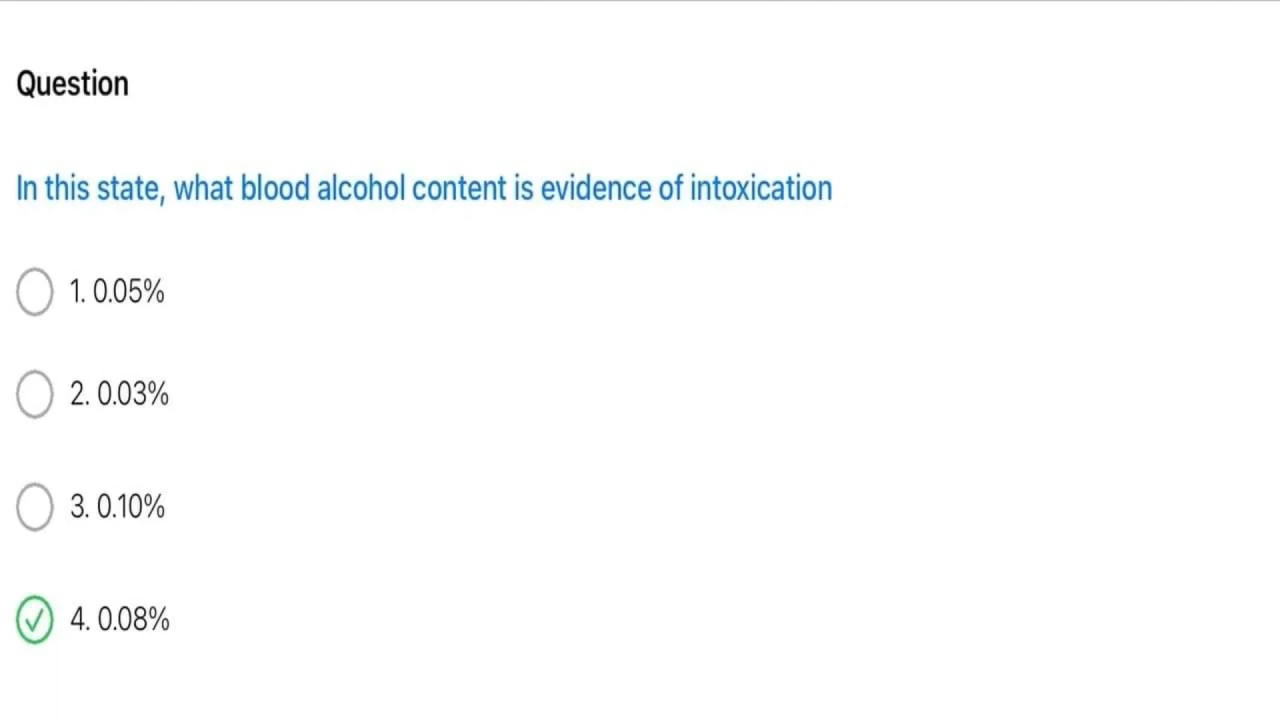 Question
In this state, what blood alcohol content is evidence of intoxication
1. 0.05%
2. 0.03%
3. 0.10%
4. 0.08%